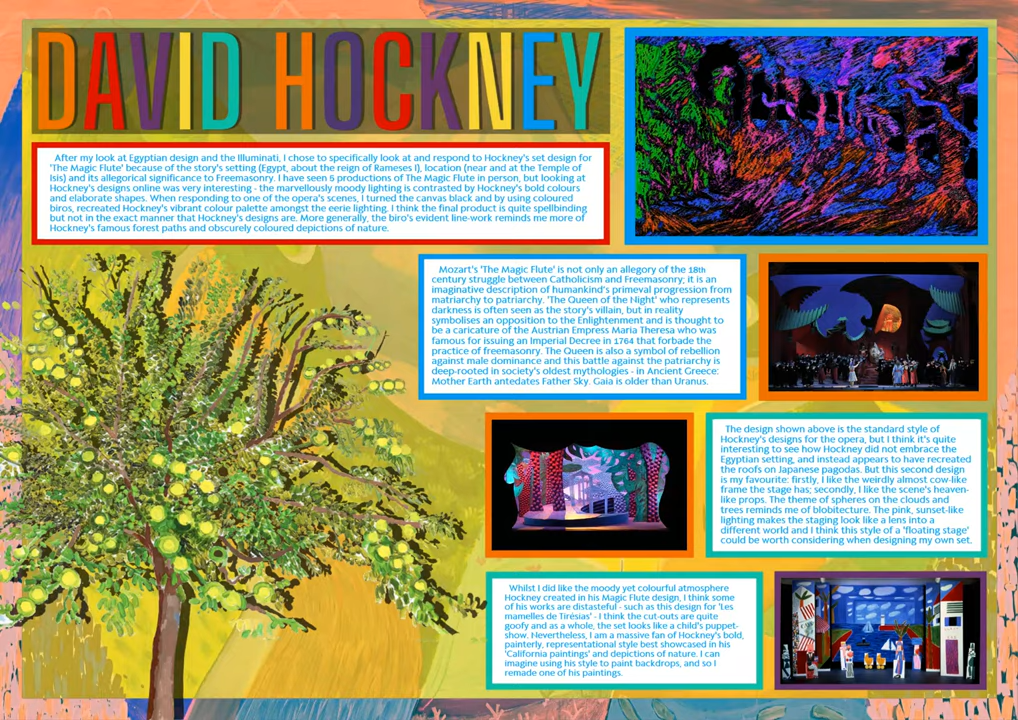 DAVID HOCKNEY
After my look at Egyptian design and the Illuminati, I chose to specifically look at and respond to Hockney's set design for
'The Magic Flute' because of the story's setting (Egypt, about the reign of Rameses I), location (near and at the Temple of
Isis) and its allegorical significance to Freemasonry. I have seen 5 productions of The Magic Flute in person, but looking at
Hockney's designs online was very interesting - the marvellously moody lighting is contrasted by Hockney's bold colours
and elaborate shapes. When responding to one of the opera's scenes, I turned the canvas black and by using coloured
biros, recreated Hockney's vibrant colour palette amongst the eerie lighting. I think the final product is quite spellbinding
but not in the exact manner that Hockney's designs are. More generally, the biro's evident line-work reminds me more of
Hockney's famous forest paths and obscurely coloured depictions of nature.
Mozart's 'The Magic Flute' is not only an allegory of the 18th
century struggle between Catholicism and Freemasonry; it is an
imaginative description of humankind's primeval progression from
matriarchy to patriarchy. 'The Queen of the Night' who represents
darkness is often seen as the story's villain, but in reality
symbolises an opposition to the Enlightenment and is thought to
be a caricature of the Austrian Empress Maria Theresa who was
famous for issuing an Imperial Decree in 1764 that forbade the
practice of freemasonry. The Queen is also a symbol of rebellion
against male dominance and this battle against the patriarchy is
deep-rooted in society's oldest mythologies - in Ancient Greece:
Mother Earth antedates Father Sky. Gaia is older than Uranus.
The design shown above is the standard style of
Hockney's designs for the opera, but I think it's quite
interesting to see how Hockney did not embrace the
Egyptian setting, and instead appears to have recreated
the roofs on Japanese pagodas. But this second design
is my favourite: firstly, I like the weirdly almost cow-like
frame the stage has; secondly, I like the scene's heaven-
like props. The theme of spheres on the clouds and
trees reminds me of blobitecture. The pink, sunset-like
lighting makes the staging look like a lens into a
different world and I think this style of a 'floating stage'
could be worth considering when designing my own set.
Whilst I did like the moody yet colourful atmosphere
Hockney created in his Magic Flute design, I think some
of his works are distasteful - such as this design for 'Les
mamelles de Tirésias' - I think the cut-outs are quite
goofy and as a whole, the set looks like a child's puppet-
show. Nevertheless, I am a massive fan of Hockney's bold,
painterly, representational style best showcased in his
'California paintings' and depictions of nature. I can
imagine using his style to paint backdrops, and so I
remade one of his paintings.